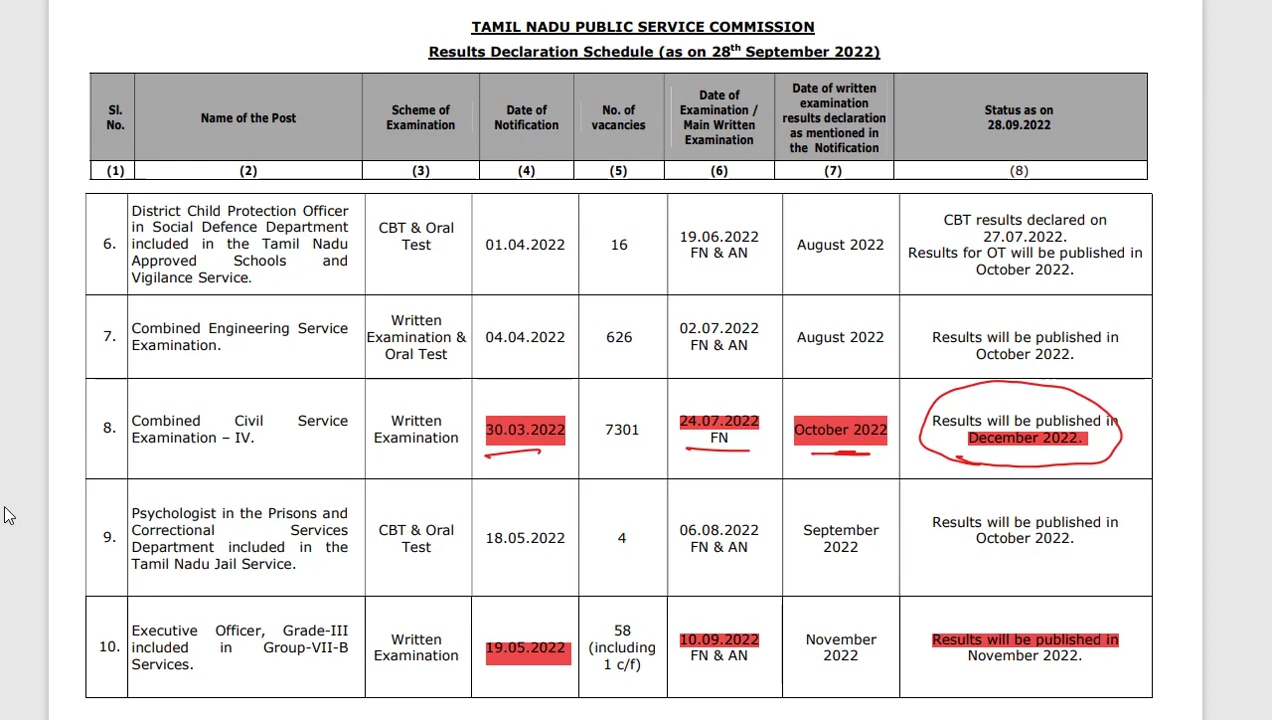 TAMIL NADU PUBLIC SERVICE COMMISSION
Results Declaration Schedule (as on 28th September 2022)
Sl. No.
Name of the Post
Scheme of Examination
Date of Notification
No. of vacancies
Date of Examination / Main Written Examination
Date of written examination results declaration as mentioned in the Notification
Status as on 28.09.2022
(1)
(2)
(3)
(4)
(5)
(6)
(7)
(8)
6.
District Child Protection Officer
in Social Defence Department
included in the Tamil Nadu
Approved Schools and
Vigilance Service.
CBT & Oral
Test
01.04.2022
16
19.06.2022
FN & AN
August 2022
CBT results declared on
27.07.2022.
Results for OT will be published in
October 2022.
7.
Combined Engineering Service
Examination.
Written
Examination &
Oral Test
04.04.2022
626
02.07.2022
FN & AN
August 2022
Results will be published in
October 2022.
8.
Combined Civil Service
Examination – IV.
Written
Examination
30.03.2022
7301
24.07.2022
FN
October 2022
Results will be published in
December 2022.
9.
Psychologist in the Prisons and
Correctional Services
Department included in the
Tamil Nadu Jail Service.
CBT & Oral
Test
18.05.2022
4
06.08.2022
FN & AN
September
2022
Results will be published in
October 2022.
10.
Executive Officer, Grade-III
included in Group-VII-B
Services.
Written
Examination
19.05.2022
58
(including
1 c/f)
10.09.2022
FN & AN
November
2022
Results will be published in
November 2022.